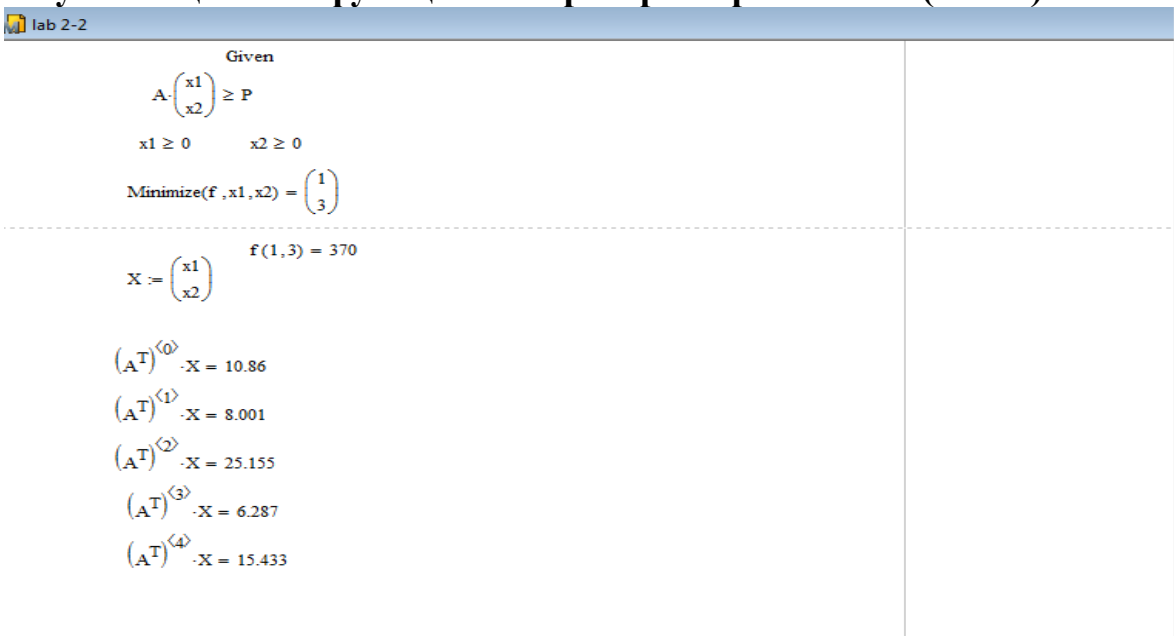 lab 2-2
Given
A·(x1 x2) ≥ P
x1 ≥ 0 x2 ≥ 0
Minimize(f ,x1,x2) = (1 3)
f(1,3) = 370
X := (x1 x2)
(A^T)^<0> ·X = 10.86
(A^T)^<1> ·X = 8.001
(A^T)^<2> ·X = 25.155
(A^T)^<3> ·X = 6.287
(A^T)^<4> ·X = 15.433